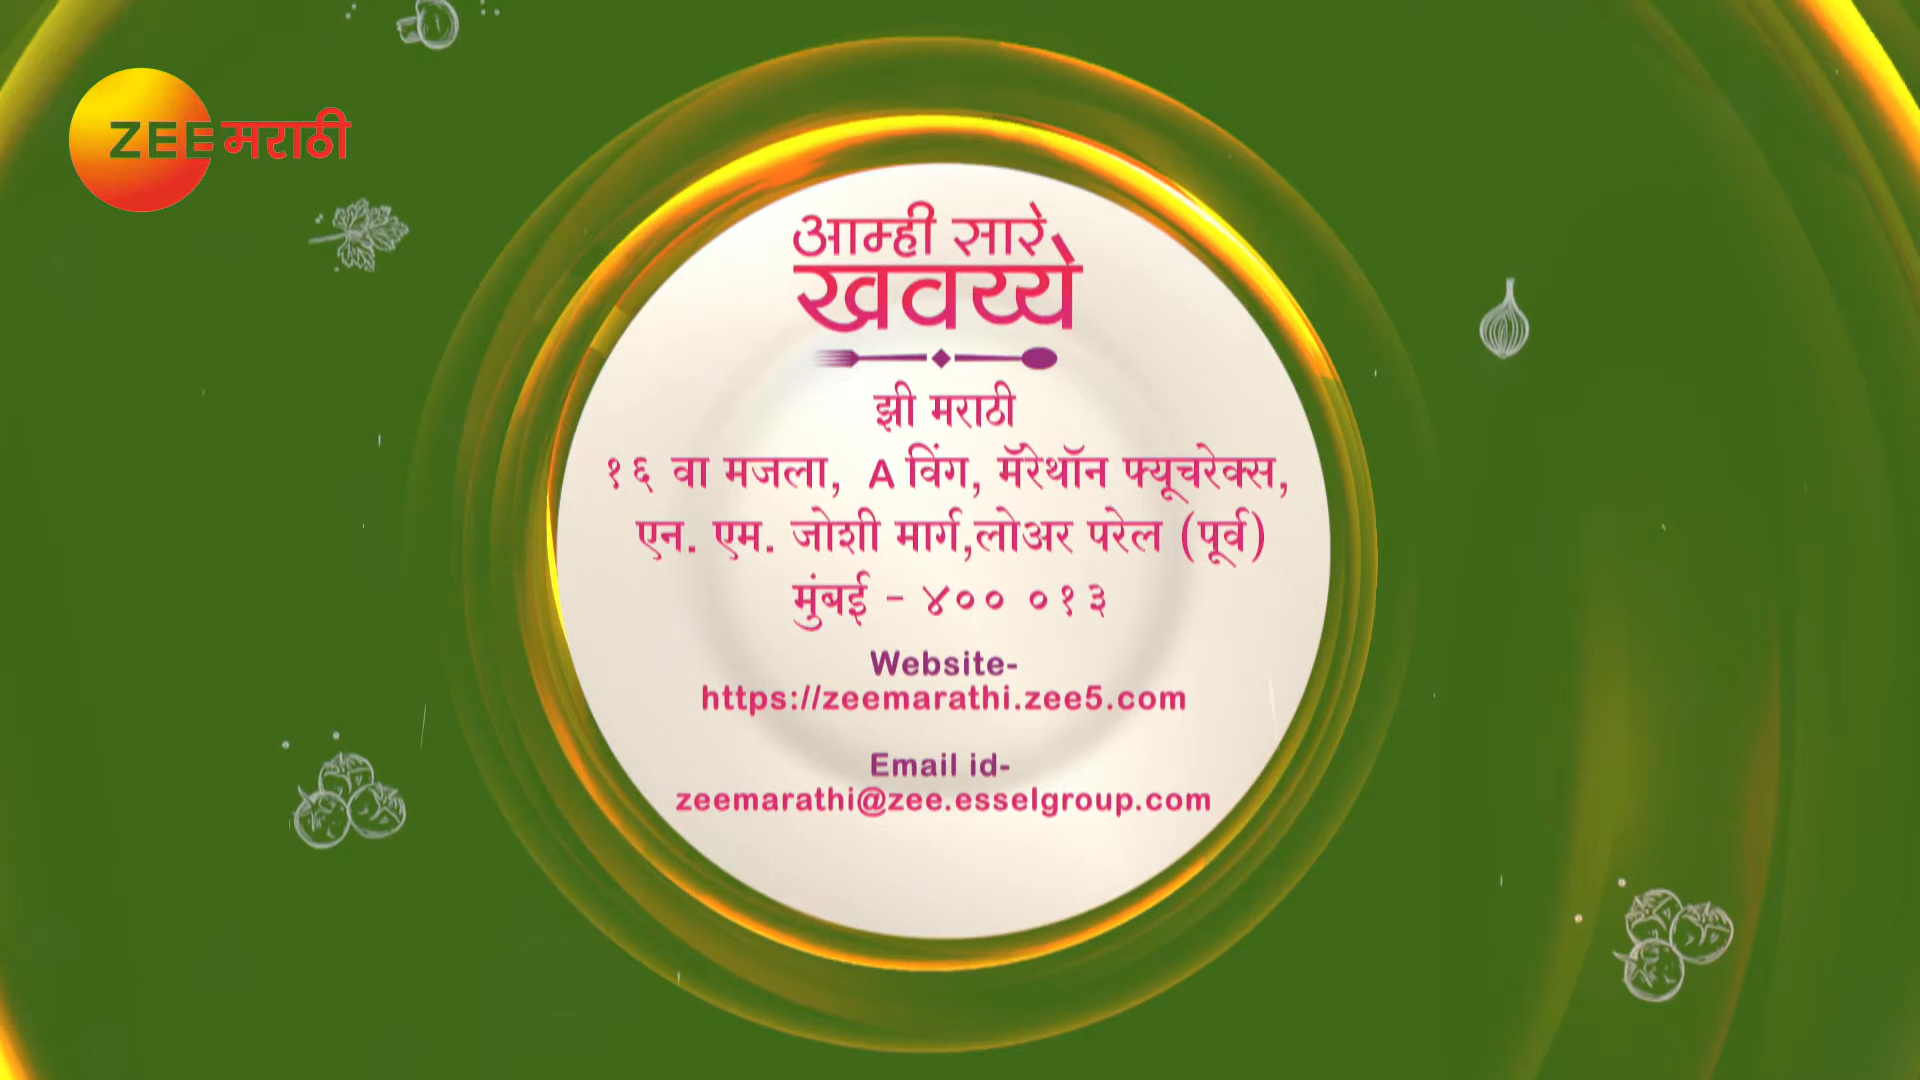 ZEE मराठी
आम्ही सारे
खवय्ये
झी मराठी
१६ वा मजला, A विंग, मॅरेथॉन फ्यूचरेक्स,
एन. एम. जोशी मार्ग,लोअर परेल (पूर्व)
मुंबई - ४०० ०१३
Website-
https://zeemarathi.zee5.com
Email id-
zeemarathi@zee.esselgroup.com